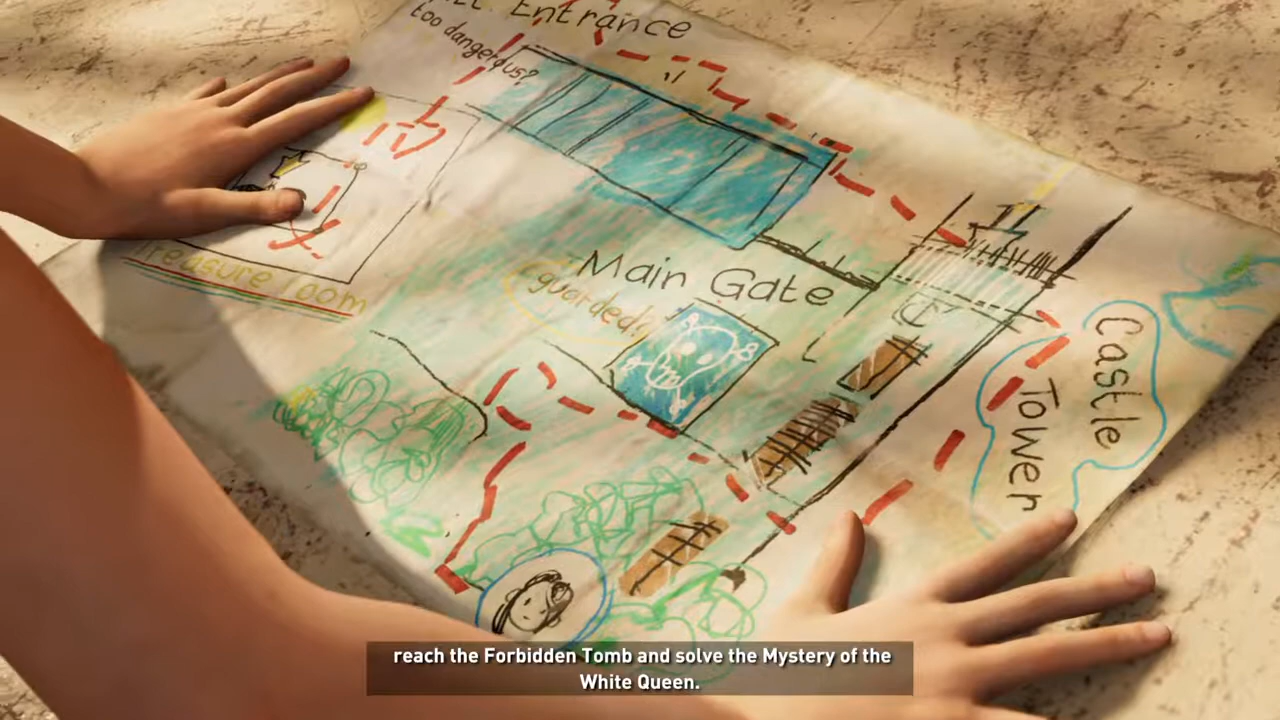 Entrance
too dangerous?
Main Gate
guarded!
Treasure room
Castle
Tower
reach the Forbidden Tomb and solve the Mystery of the
White Queen.